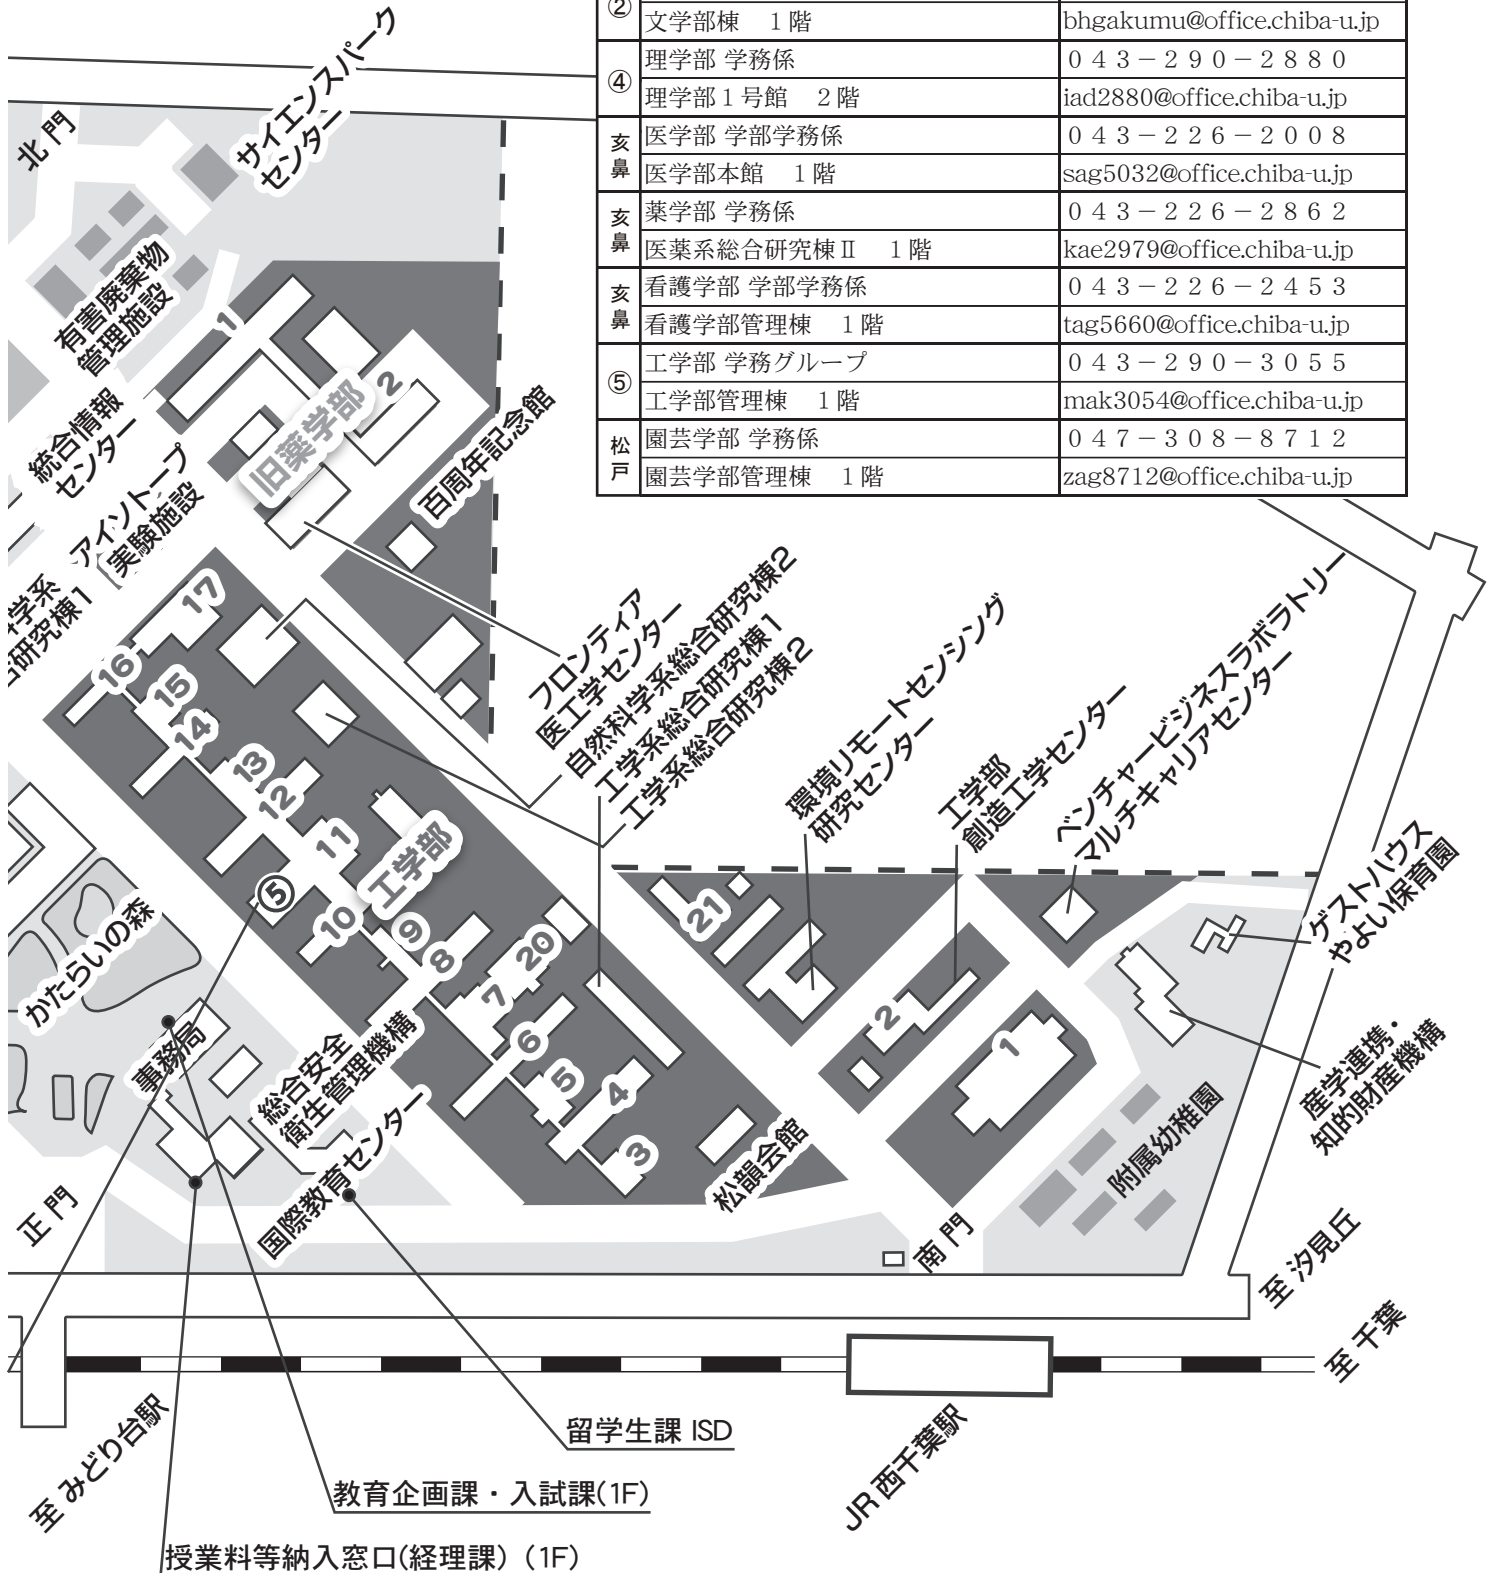 ②
文学部棟　１階
bhgakumu@office.chiba-u.jp
④
理学部 学務係
０４３－２９０－２８８０
理学部１号館　２階
iad2880@office.chiba-u.jp
亥鼻
医学部 学部学務係
０４３－２２６－２００８
医学部本館　１階
sag5032@office.chiba-u.jp
亥鼻
薬学部 学務係
０４３－２２６－２８６２
医薬系総合研究棟Ⅱ　１階
kae2979@office.chiba-u.jp
亥鼻
看護学部 学部学務係
０４３－２２６－２４５３
看護学部管理棟　１階
tag5660@office.chiba-u.jp
⑤
工学部 学務グループ
０４３－２９０－３０５５
工学部管理棟　１階
mak3054@office.chiba-u.jp
松戸
園芸学部 学務係
０４７－３０８－８７１２
園芸学部管理棟　１階
zag8712@office.chiba-u.jp
北門
サイエンスパーク
センター
有害廃棄物
管理施設
1
2
旧薬学部
百周年記念館
統合情報
センター
アイソトープ
実験施設
学系
研究棟1
17
16
15
14
13
12
11
工学部
⑤
10
9
8
20
7
6
5
4
3
フロンティア
医工学センター
自然科学系総合研究棟2
工学系総合研究棟1
工学系総合研究棟2
環境リモートセンシング
研究センター
工学部
創造工学センター
ベンチャービジネスラボラトリー
マルチキャリアセンター
21
2
1
ゲストハウス
やよい保育園
産学連携・
知的財産機構
附属幼稚園
かたらいの森
事務局
総合安全
衛生管理機構
国際教育センター
松韻会館
正門
南門
至 汐見丘
至 千葉
至 みどり台駅
JR西千葉駅
留学生課 ISD
教育企画課・入試課(1F)
授業料等納入窓口(経理課)（1F）